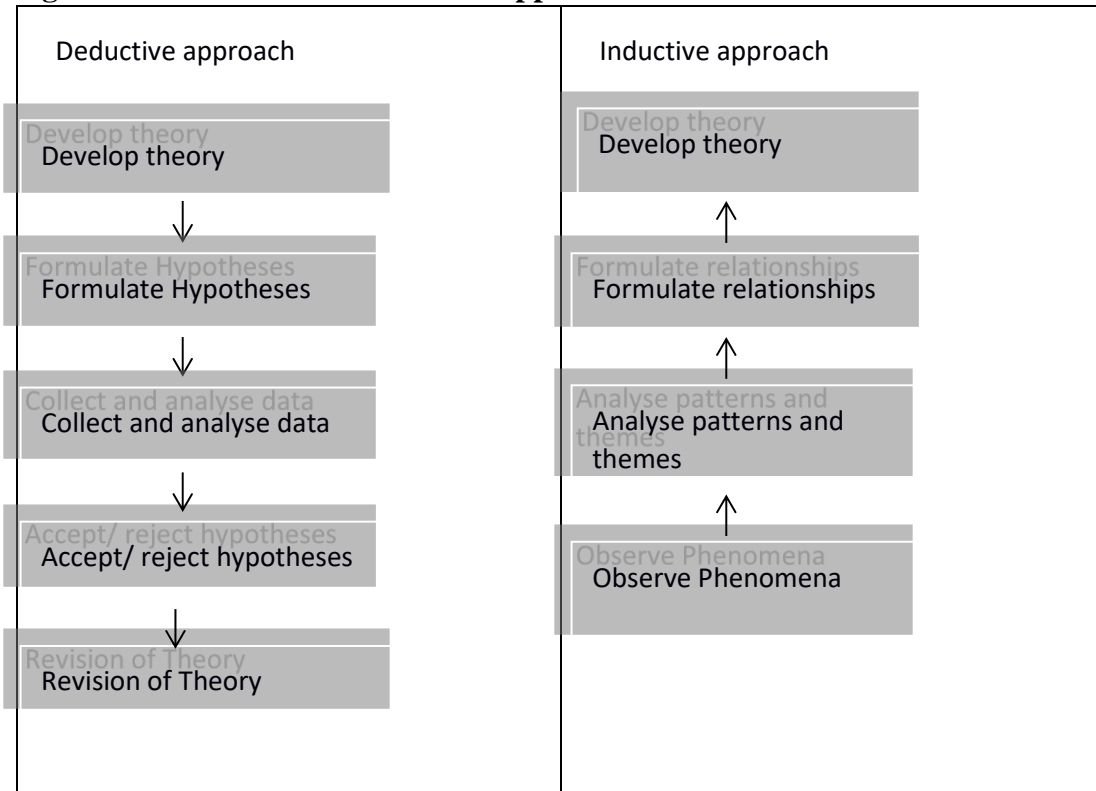 Deductive approach
Develop theory
Develop theory
Formulate Hypotheses
Formulate Hypotheses
Collect and analyse data
Collect and analyse data
Accept/ reject hypotheses
Accept/ reject hypotheses
Revision of Theory
Revision of Theory
Inductive approach
Develop theory
Develop theory
Formulate relationships
Formulate relationships
Analyse patterns and
themes
Analyse patterns and
themes
Observe Phenomena
Observe Phenomena